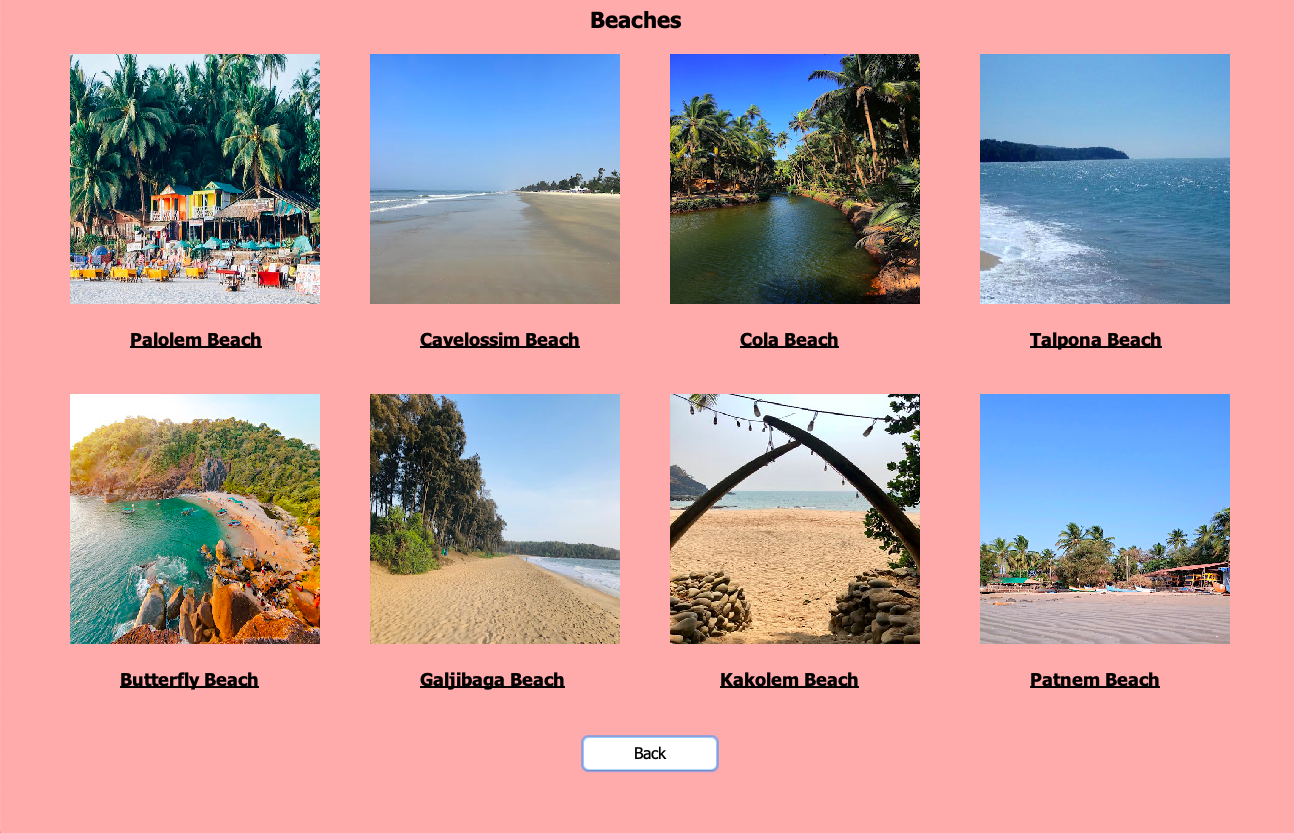 Beaches
Palolem Beach
Cavelossim Beach
Cola Beach
Talpona Beach
Butterfly Beach
Galjibaga Beach
Kakolem Beach
Patnem Beach
Back